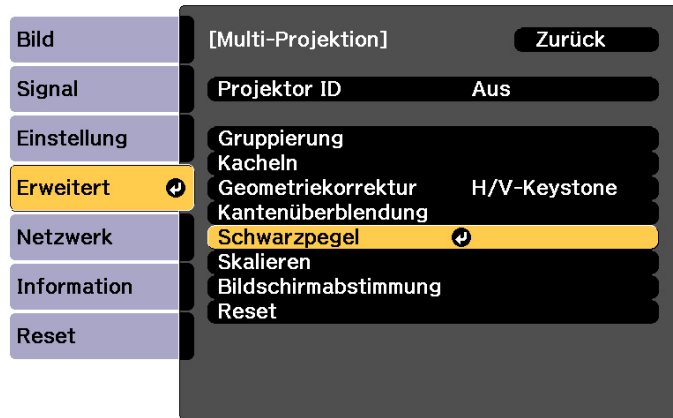 Bild
Signal
Einstellung
Erweitert
Netzwerk
Information
Reset
[Multi-Projektion] Zurück
Projektor ID Aus
Gruppierung
Kacheln
Geometriekorrektur H/V-Keystone
Kantenüberblendung
Schwarzpegel
Skalieren
Bildschirmabstimmung
Reset